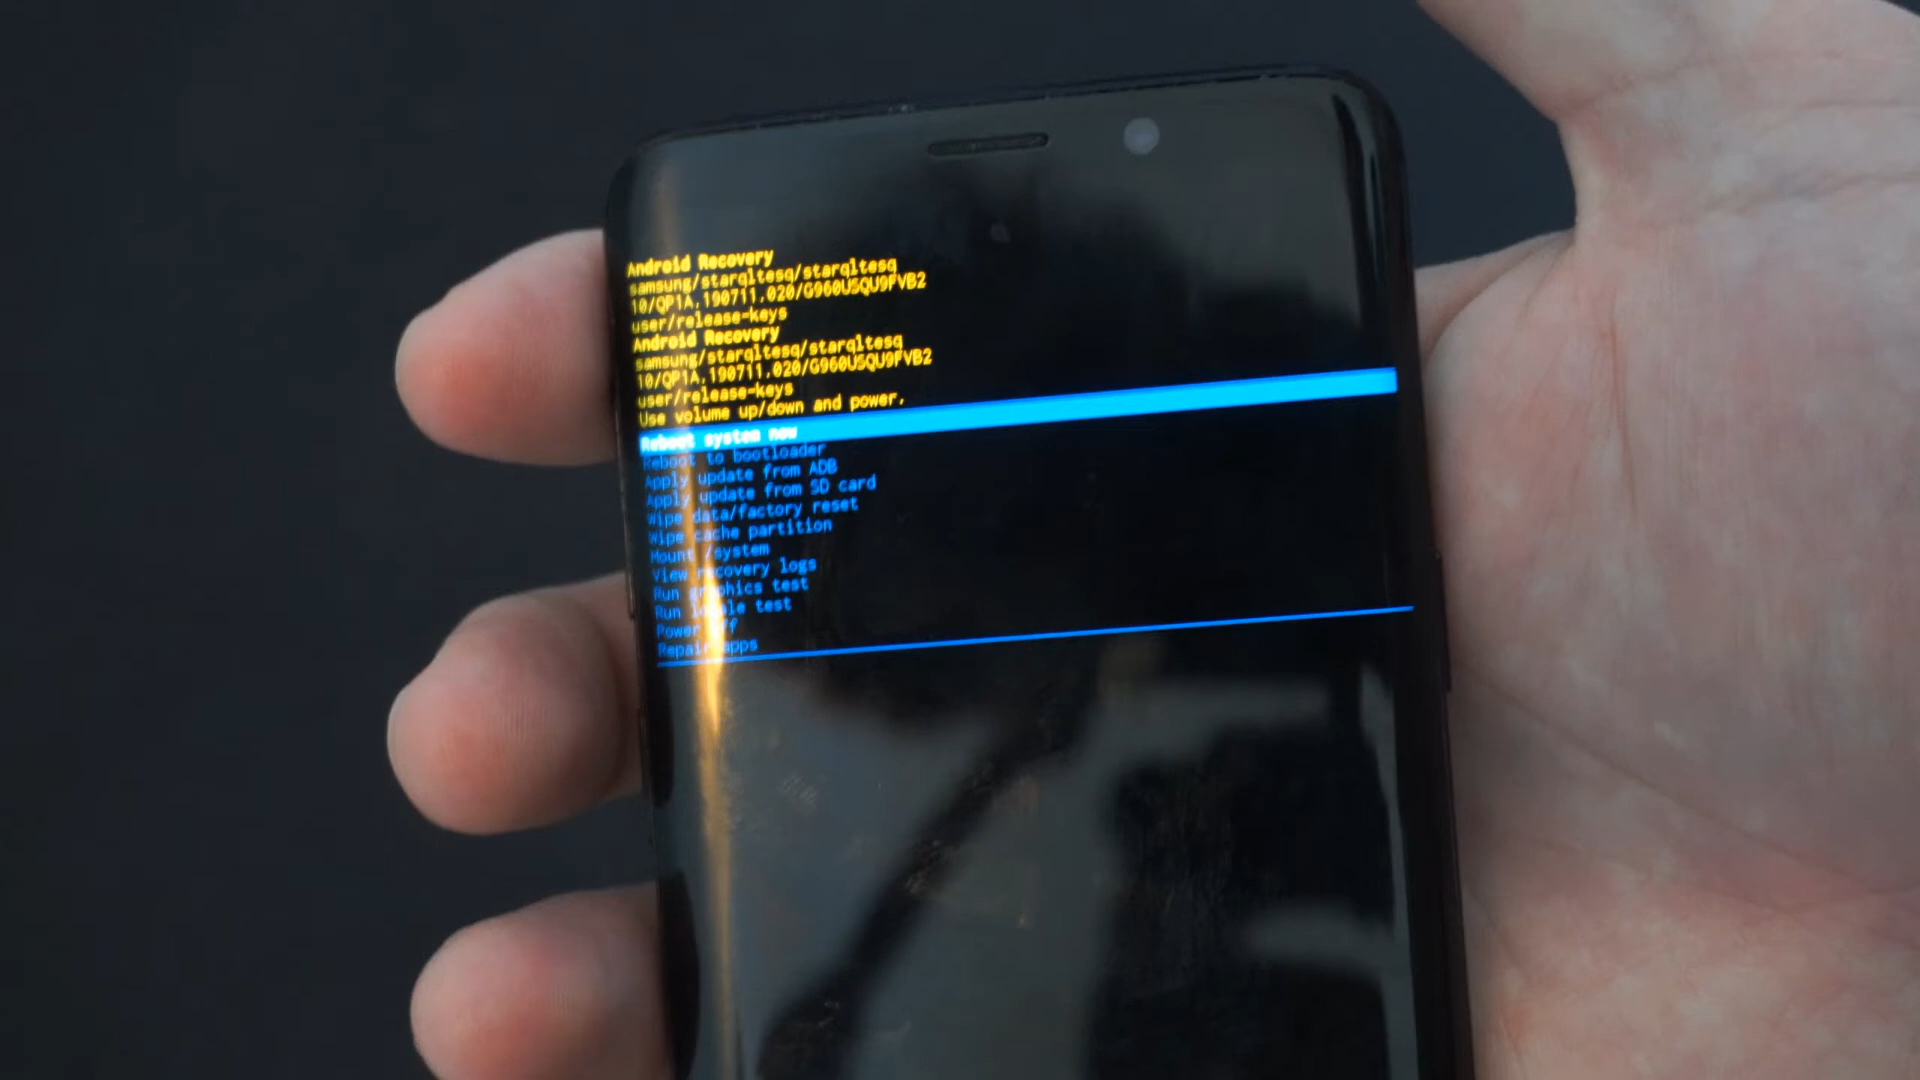 Android Recovery
samsung/starqltesq/starqltesq
10/QP1A.190711.020/G960USQU9FVB2
user/release-keys
Android Recovery
samsung/starqltesq/starqltesq
10/QP1A.190711.020/G960USQU9FVB2
user/release-keys
Use volume up/down and power.
Reboot system now
Reboot to bootloader
Apply update from ADB
Apply update from SD card
Wipe data/factory reset
Wipe cache partition
Mount /system
View recovery logs
Run graphics test
Run locale test
Power off
Repair apps